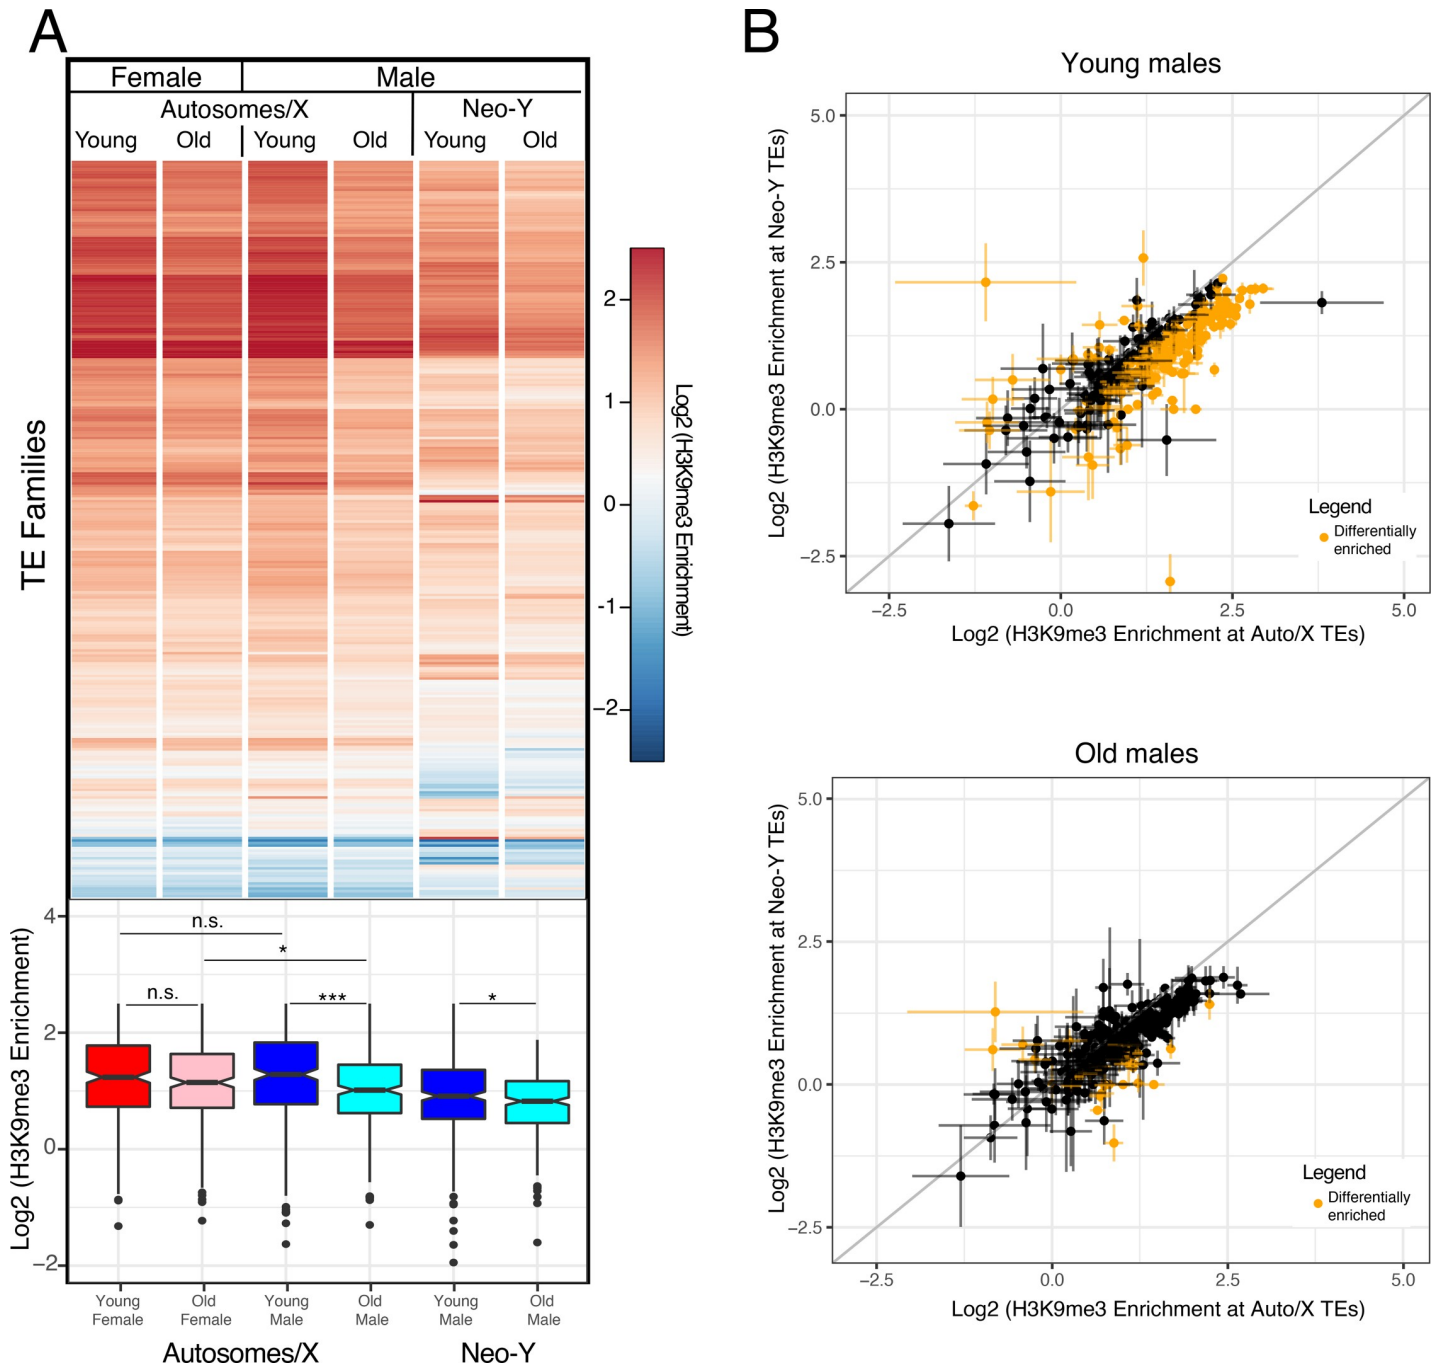 A
Female Male
Autosomes/X Neo-Y
Young Old Young Old Young Old
TE Families
2
1
0
-1
−2
Log2 (H3K9me3 Enrichment)
4
2
0
−2
Log2 (H3K9me3 Enrichment)
n.s.
*
n.s.
***
*
Young Female
Old Female
Young Male
Old Male
Young Male
Old Male
Autosomes/X Neo-Y
B
Young males
Log2 (H3K9me3 Enrichment at Neo-Y TEs)
5.0
2.5
0.0
−2.5
Legend
Differentially
enriched
−2.5 0.0 2.5 5.0
Log2 (H3K9me3 Enrichment at Auto/X TEs)
Old males
Log2 (H3K9me3 Enrichment at Neo-Y TEs)
5.0
2.5
0.0
−2.5
Legend
Differentially
enriched
−2.5 0.0 2.5 5.0
Log2 (H3K9me3 Enrichment at Auto/X TEs)